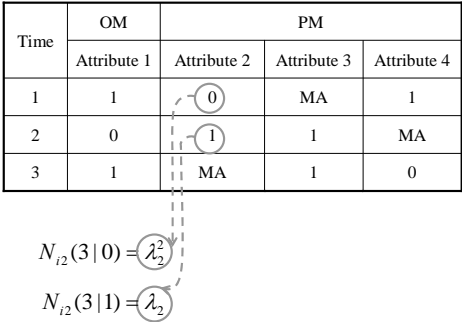 Time OM PM
Attribute 1 Attribute 2 Attribute 3 Attribute 4
1 1 0 MA 1
2 0 1 1 MA
3 1 MA 1 0
N_{i2}(3|0)=λ_2^2
N_{i2}(3|1)=λ_2